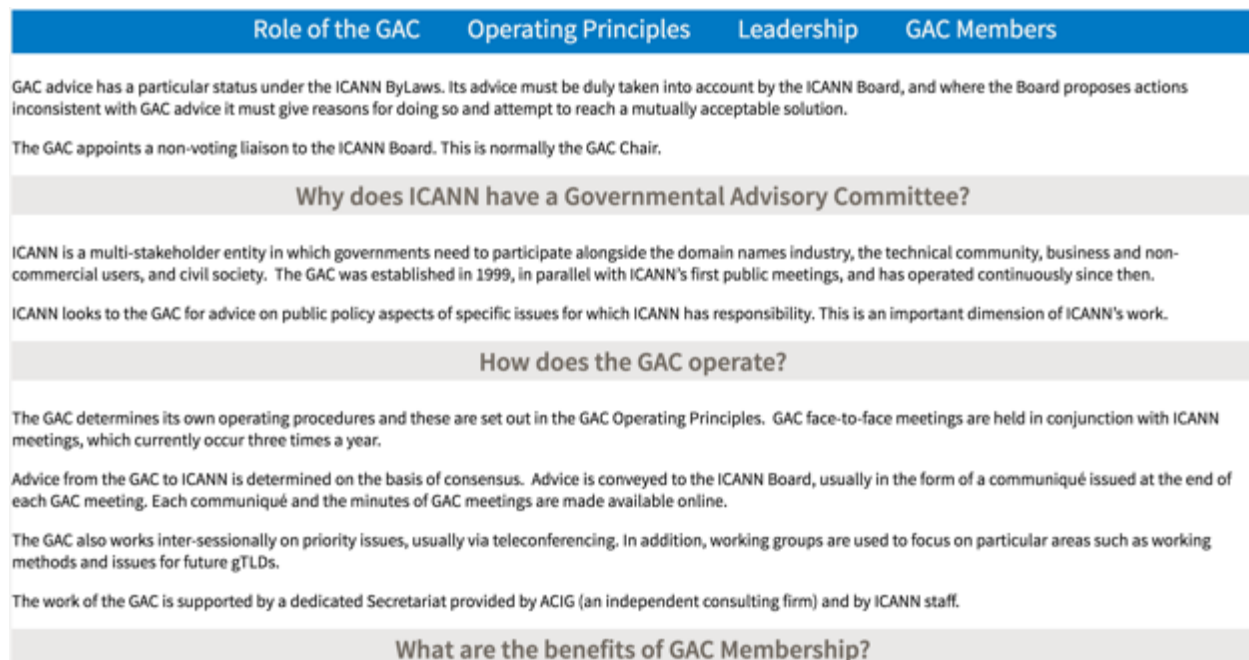 Role of the GAC Operating Principles Leadership GAC Members
GAC advice has a particular status under the ICANN ByLaws. Its advice must be duly taken into account by the ICANN Board, and where the Board proposes actions
inconsistent with GAC advice it must give reasons for doing so and attempt to reach a mutually acceptable solution.
The GAC appoints a non-voting liaison to the ICANN Board. This is normally the GAC Chair.
Why does ICANN have a Governmental Advisory Committee?
ICANN is a multi-stakeholder entity in which governments need to participate alongside the domain names industry, the technical community, business and non-
commercial users, and civil society. The GAC was established in 1999, in parallel with ICANN's first public meetings, and has operated continuously since then.
ICANN looks to the GAC for advice on public policy aspects of specific issues for which ICANN has responsibility. This is an important dimension of ICANN's work.
How does the GAC operate?
The GAC determines its own operating procedures and these are set out in the GAC Operating Principles. GAC face-to-face meetings are held in conjunction with ICANN
meetings, which currently occur three times a year.
Advice from the GAC to ICANN is determined on the basis of consensus. Advice is conveyed to the ICANN Board, usually in the form of a communiqué issued at the end of
each GAC meeting. Each communiqué and the minutes of GAC meetings are made available online.
The GAC also works inter-sessionally on priority issues, usually via teleconferencing. In addition, working groups are used to focus on particular areas such as working
methods and issues for future gTLDs.
The work of the GAC is supported by a dedicated Secretariat provided by ACIG (an independent consulting firm) and by ICANN staff.
What are the benefits of GAC Membership?